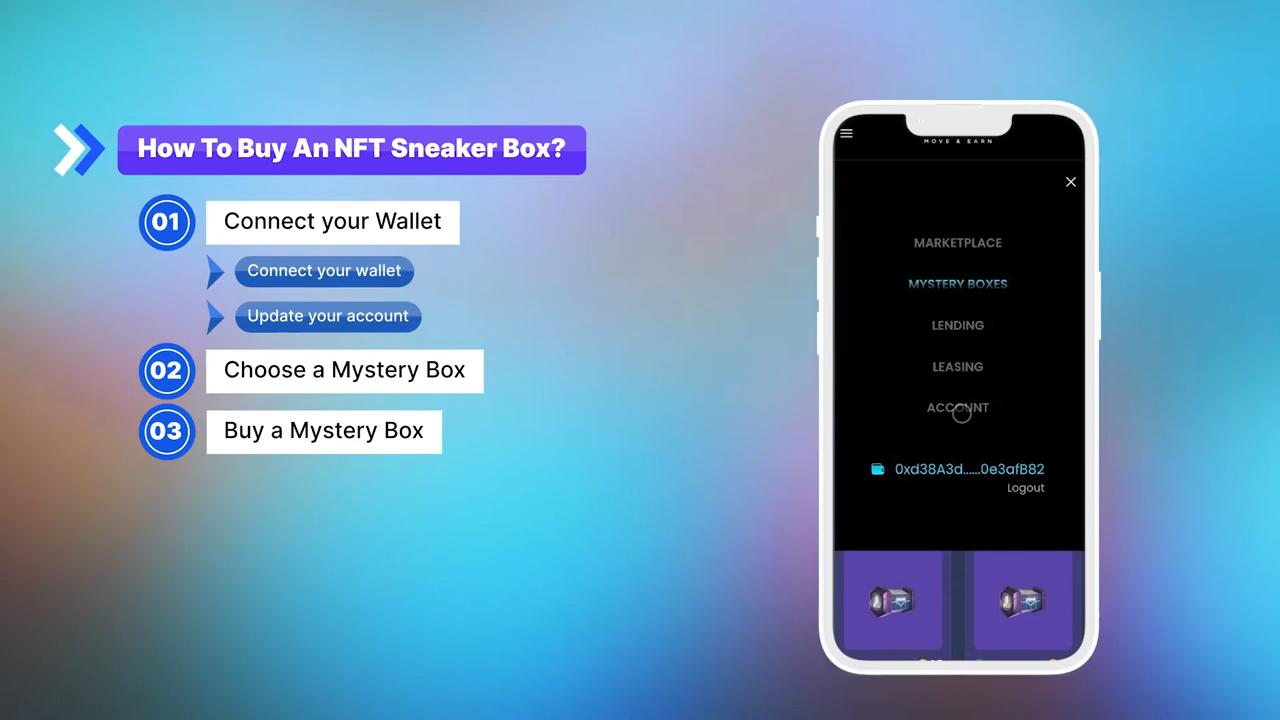 How To Buy An NFT Sneaker Box?
01
Connect your Wallet
Connect your wallet
Update your account
02
Choose a Mystery Box
03
Buy a Mystery Box
MOVE & EARN
MARKETPLACE
MYSTERY BOXES
LENDING
LEASING
ACCOUNT
0xd38A3d......0e3afB82
Logout